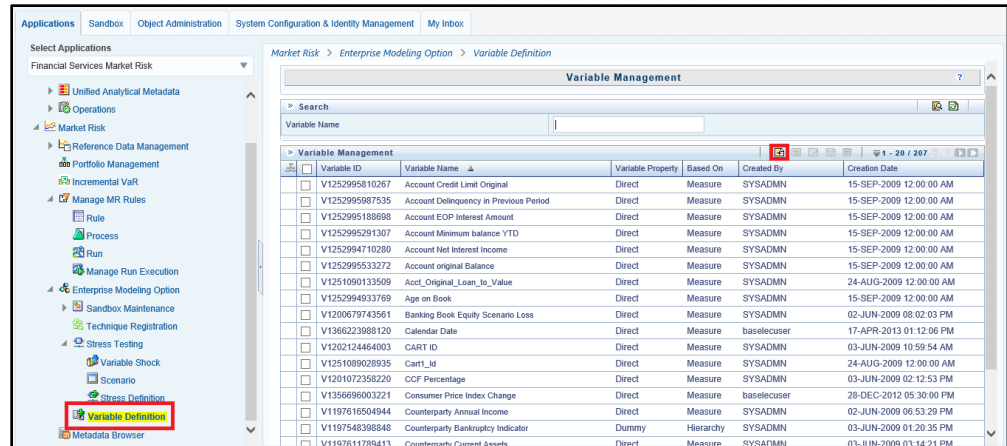 Applications Sandbox Object Administration System Configuration & Identity Management My Inbox
Select Applications
Financial Services Market Risk
Unified Analytical Metadata
Operations
Market Risk
Reference Data Management
Portfolio Management
Incremental VaR
Manage MR Rules
Rule
Process
Run
Manage Run Execution
Enterprise Modeling Option
Sandbox Maintenance
Technique Registration
Stress Testing
Variable Shock
Scenario
Stress Definition
Variable Definition
Metadata Browser
Market Risk > Enterprise Modeling Option > Variable Definition
Variable Management ?
» Search
Variable Name
» Variable Management 1 - 20 / 207
Variable ID Variable Name Variable Property Based On Created By Creation Date
V1252995810267 Account Credit Limit Original Direct Measure SYSADMN 15-SEP-2009 12:00:00 AM
V1252995987535 Account Delinquency in Previous Period Direct Measure SYSADMN 15-SEP-2009 12:00:00 AM
V1252995188698 Account EOP Interest Amount Direct Measure SYSADMN 15-SEP-2009 12:00:00 AM
V1252995291307 Account Minimum balance YTD Direct Measure SYSADMN 15-SEP-2009 12:00:00 AM
V1252994710280 Account Net Interest Income Direct Measure SYSADMN 15-SEP-2009 12:00:00 AM
V1252995533272 Account original Balance Direct Measure SYSADMN 15-SEP-2009 12:00:00 AM
V1251090133509 Acct_Original_Loan_to_Value Direct Measure SYSADMN 24-AUG-2009 12:00:00 AM
V1252994933769 Age on Book Direct Measure SYSADMN 15-SEP-2009 12:00:00 AM
V1200679743561 Banking Book Equity Scenario Loss Direct Measure SYSADMN 02-JUN-2009 08:02:03 PM
V1366223988120 Calendar Date Direct Measure baselecuser 17-APR-2013 01:12:06 PM
V1202124464003 CART ID Direct Measure SYSADMN 03-JUN-2009 10:59:54 AM
V1251089028935 Cart1_Id Direct Measure SYSADMN 24-AUG-2009 12:00:00 AM
V1201072358220 CCF Percentage Direct Measure SYSADMN 03-JUN-2009 02:12:53 PM
V1356696003221 Consumer Price Index Change Direct Measure baselecuser 28-DEC-2012 05:30:00 PM
V1197616504944 Counterparty Annual Income Direct Measure SYSADMN 02-JUN-2009 06:53:29 PM
V1197548398848 Counterparty Bankruptcy Indicator Dummy Hierarchy SYSADMN 03-JUN-2009 01:20:35 PM
V1197611789413 Counterparty Current Assets Direct Measure SYSADMN 03-JUN-2009 03:14:21 PM